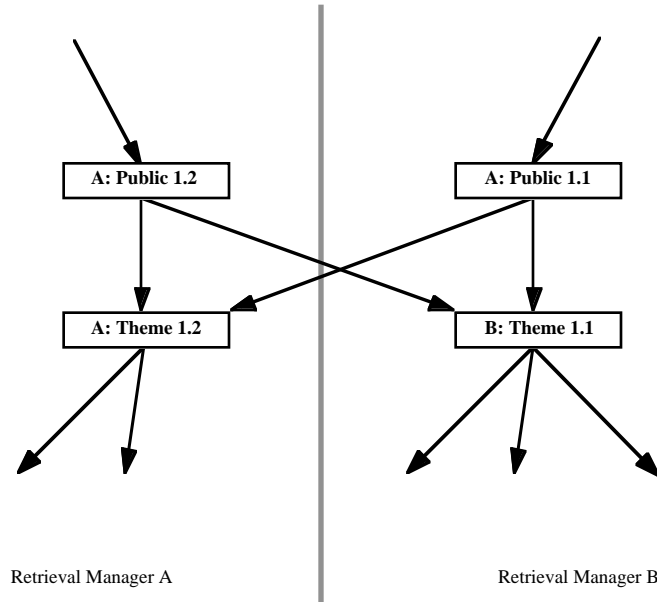 A: Public 1.2
A: Public 1.1
A: Theme 1.2
B: Theme 1.1
Retrieval Manager A
Retrieval Manager B